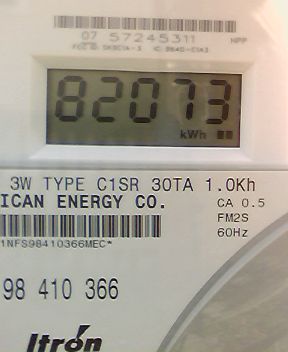 07 57245311
82073
kWh
3W TYPE C1SR 30TA 1.0Kh
ICAN ENERGY CO.
CA 0.5
FM2S
60Hz
1NFS98410366MEC*
98 410 366
Itron